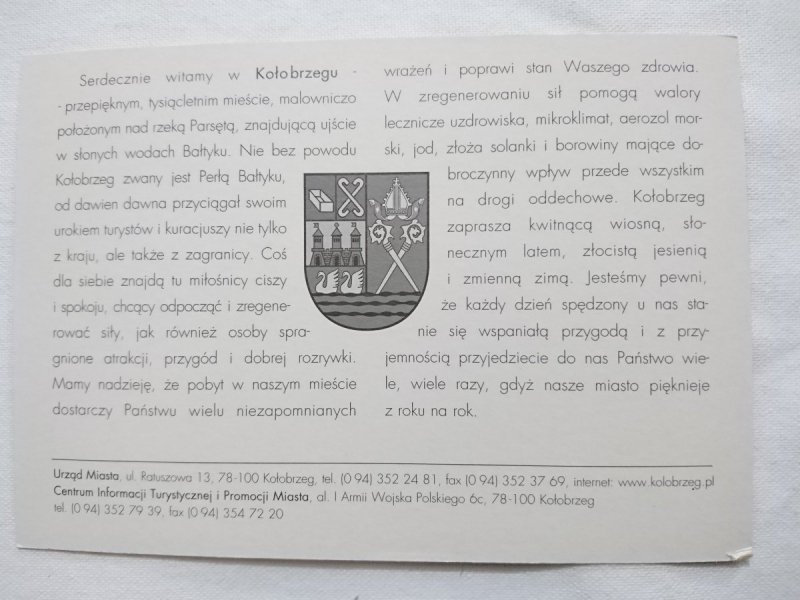 Serdecznie witamy w Kołobrzegu -
- przepięknym, tysiącletnim mieście, malowniczo
położonym nad rzeką Parsętą, znajdującą ujście
w słonych wodach Bałtyku. Nie bez powodu
Kołobrzeg zwany jest Perłą Bałtyku,
od dawien dawna przyciągał swoim
urokiem turystów i kuracjuszy nie tylko
z kraju, ale także z zagranicy. Coś
dla siebie znajdą tu miłośnicy ciszy
i spokoju, chcący odpocząć i zregene-
rować siły, jak również osoby spra-
gnione atrakcji, przygód i dobrej rozrywki.
Mamy nadzieję, że pobyt w naszym mieście
dostarczy Państwu wielu niezapomnianych
wrażeń i poprawi stan Waszego zdrowia.
W zregenerowaniu sił pomogą walory
lecznicze uzdrowiska, mikroklimat, aerozol mor-
ski, jod, złoża solanki i borowiny mające do-
broczynny wpływ przede wszystkim
na drogi oddechowe. Kołobrzeg
zaprasza kwitnącą wiosną, sło-
necznym latem, złocistą jesienią
i zmienną zimą. Jesteśmy pewni,
że każdy dzień spędzony u nas sta-
nie się wspaniałą przygodą i z przy-
jemnością przyjedziecie do nas Państwo wie-
le, wiele razy, gdyż nasze miasto pięknieje
z roku na rok.
Urząd Miasta, ul. Ratuszowa 13, 78-100 Kołobrzeg, tel. (0 94) 352 24 81, fax (0 94) 352 37 69, internet: www.kolobrzeg.pl
Centrum Informacji Turystycznej i Promocji Miasta, al. I Armii Wojska Polskiego 6c, 78-100 Kołobrzeg
tel. (0 94) 352 79 39, fax (0 94) 354 72 20